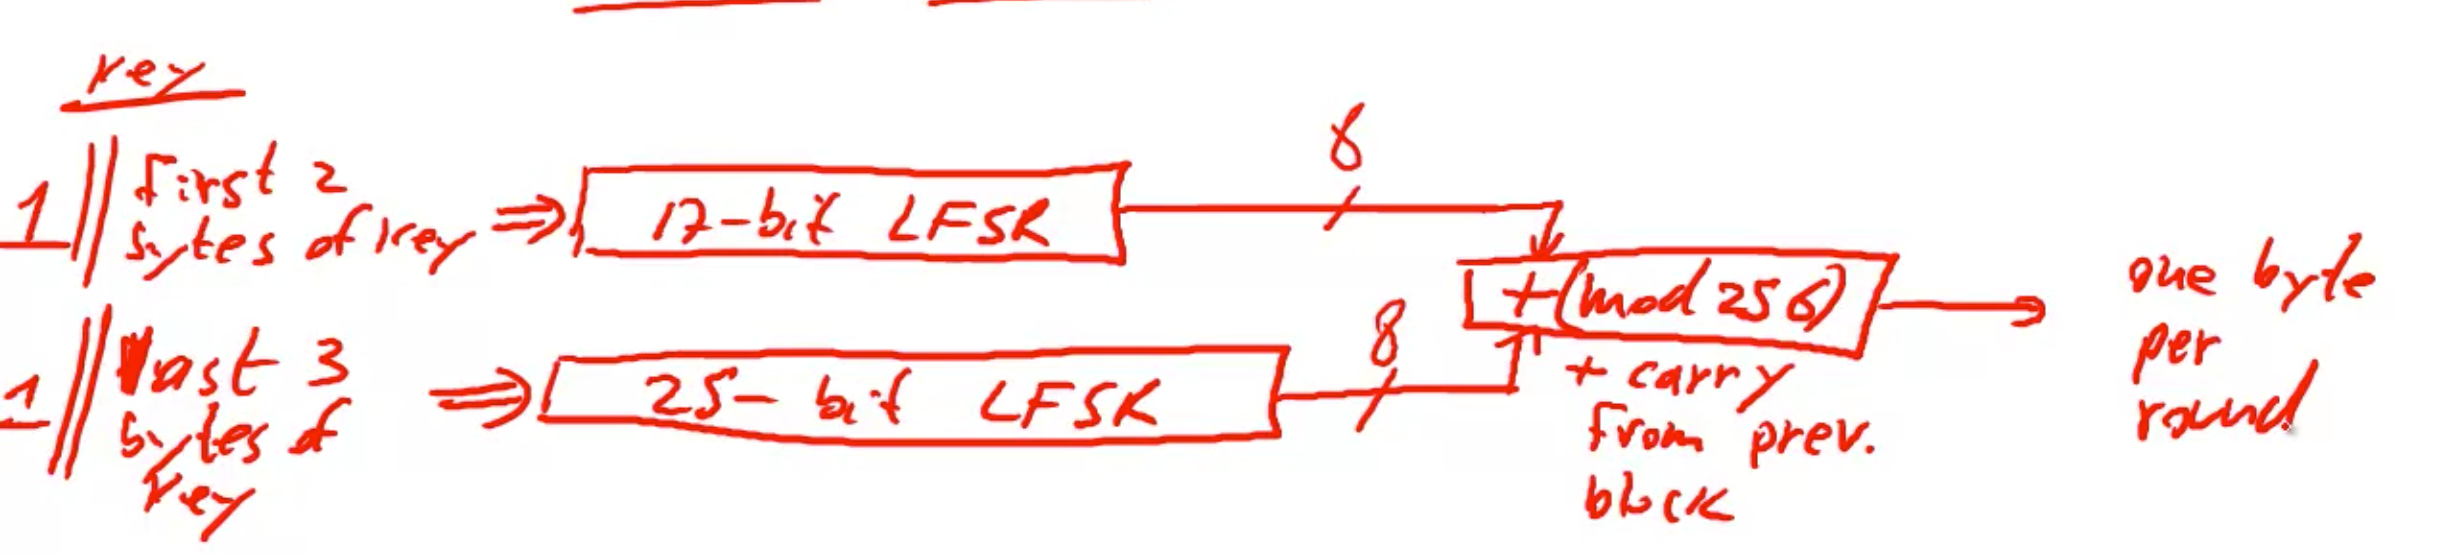 key
1 || first 2
bytes of key ⇒ 17-bit LFSR
8
+ (mod 256)
one byte
per
round
1 || last 3
bytes of
key ⇒ 25-bit LFSR
8
+ carry
from prev.
block